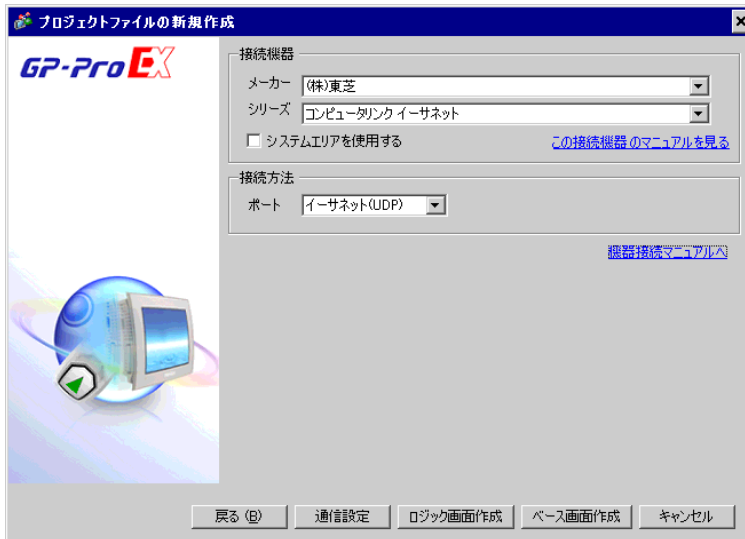 プロジェクトファイルの新規作成
GP-Pro EX
接続機器
メーカー (株)東芝
シリーズ コンピュータリンク イーサネット
システムエリアを使用する この接続機器のマニュアルを見る
接続方法
ポート イーサネット(UDP)
機器接続マニュアルへ
戻る (B) 通信設定 ロジック画面作成 ベース画面作成 キャンセル